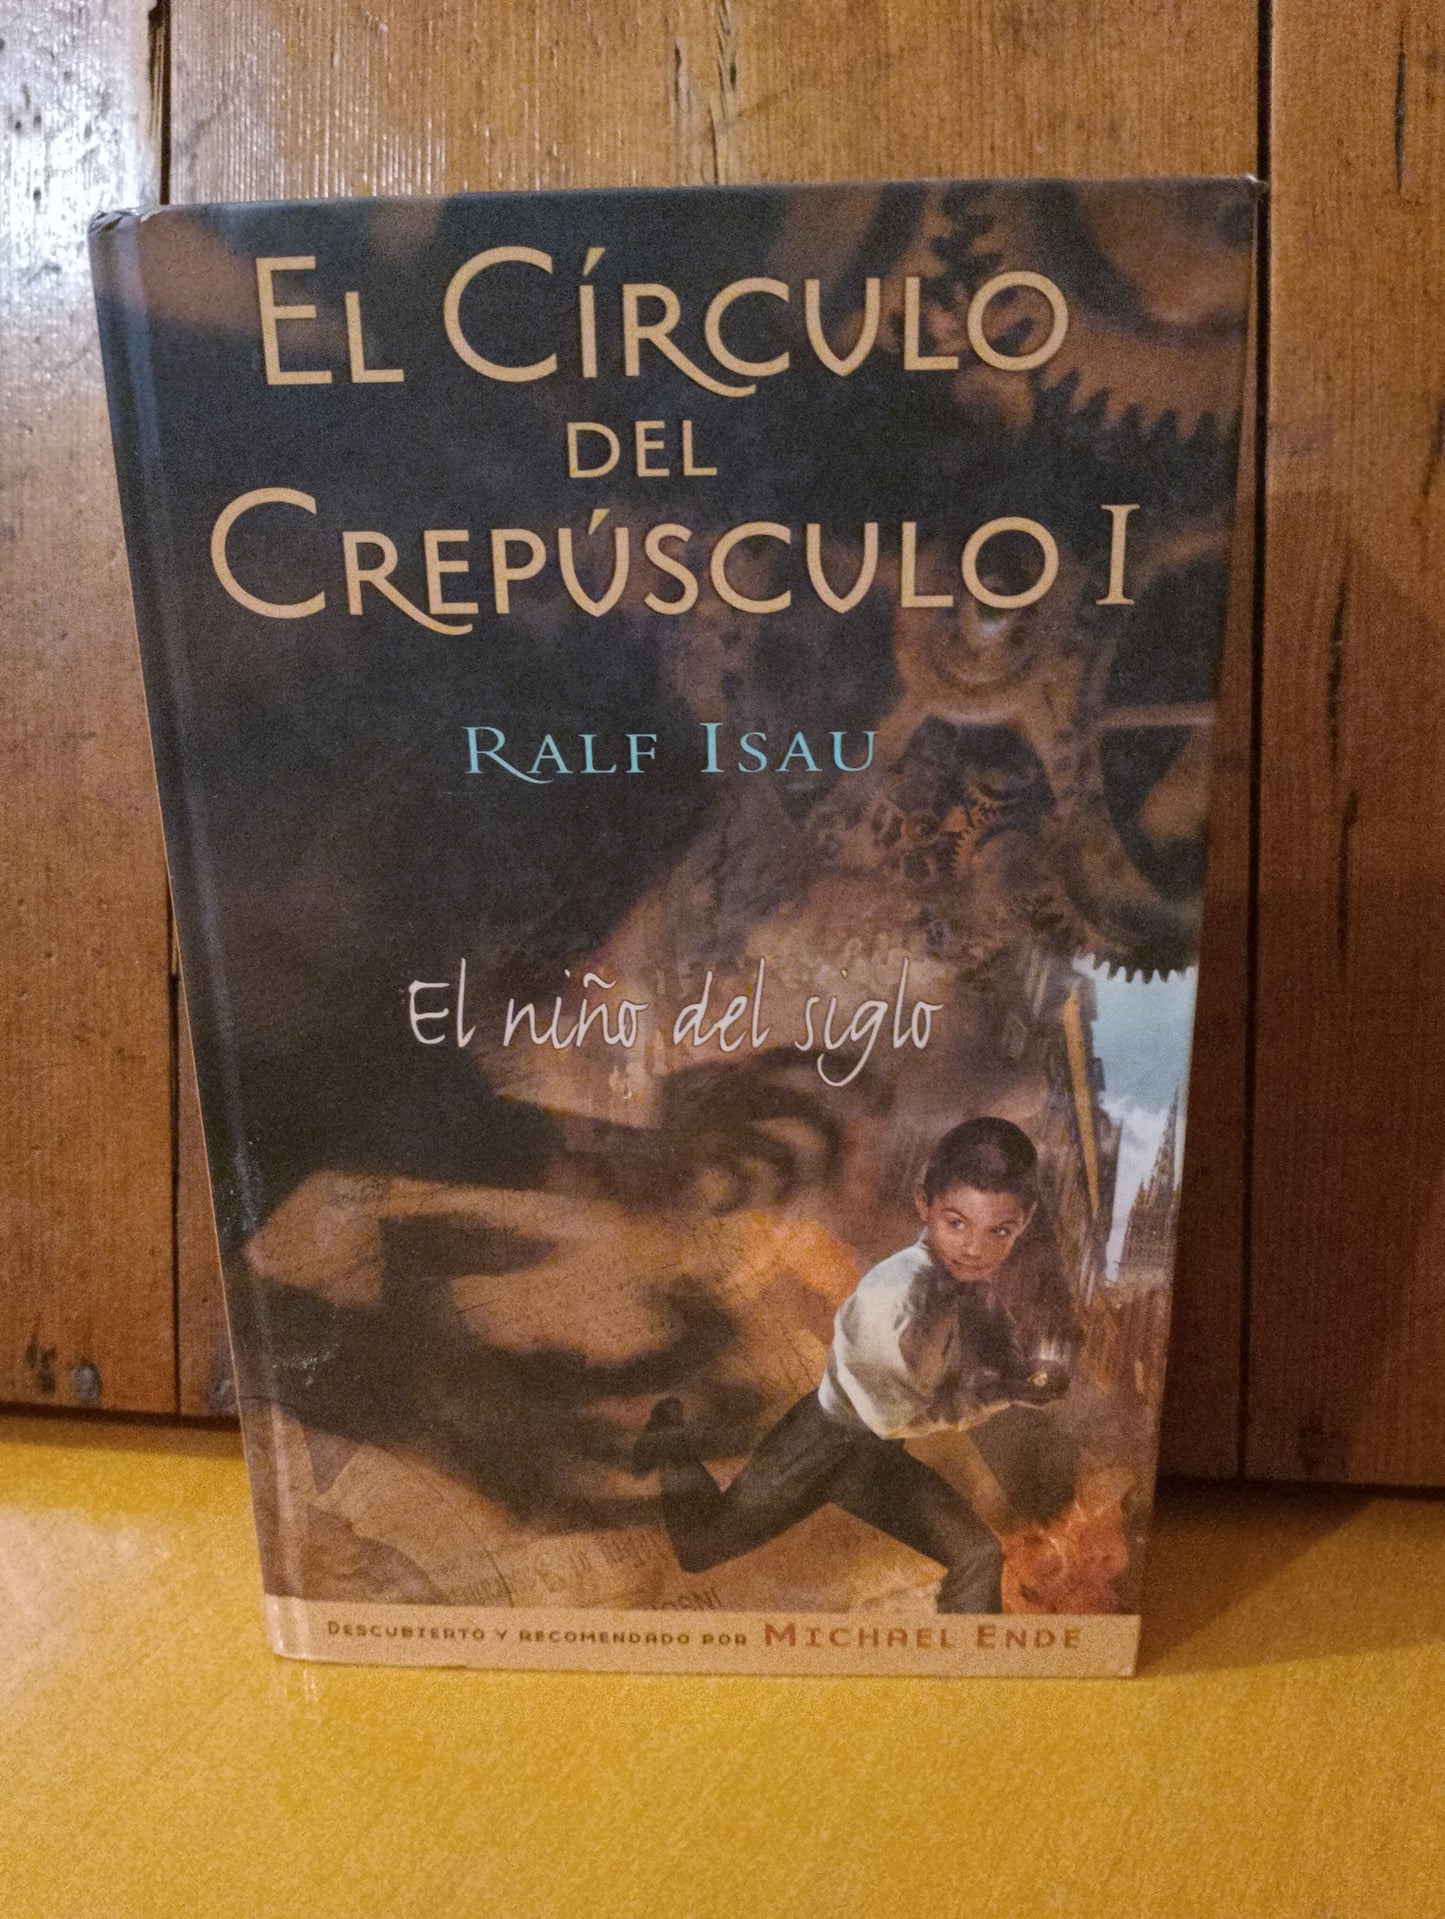 EL CÍRCULO
DEL
CREPÚSCULO I
RALF ISAU
El niño del siglo
DESCUBIERTO Y RECOMENDADO POR MICHAEL ENDE